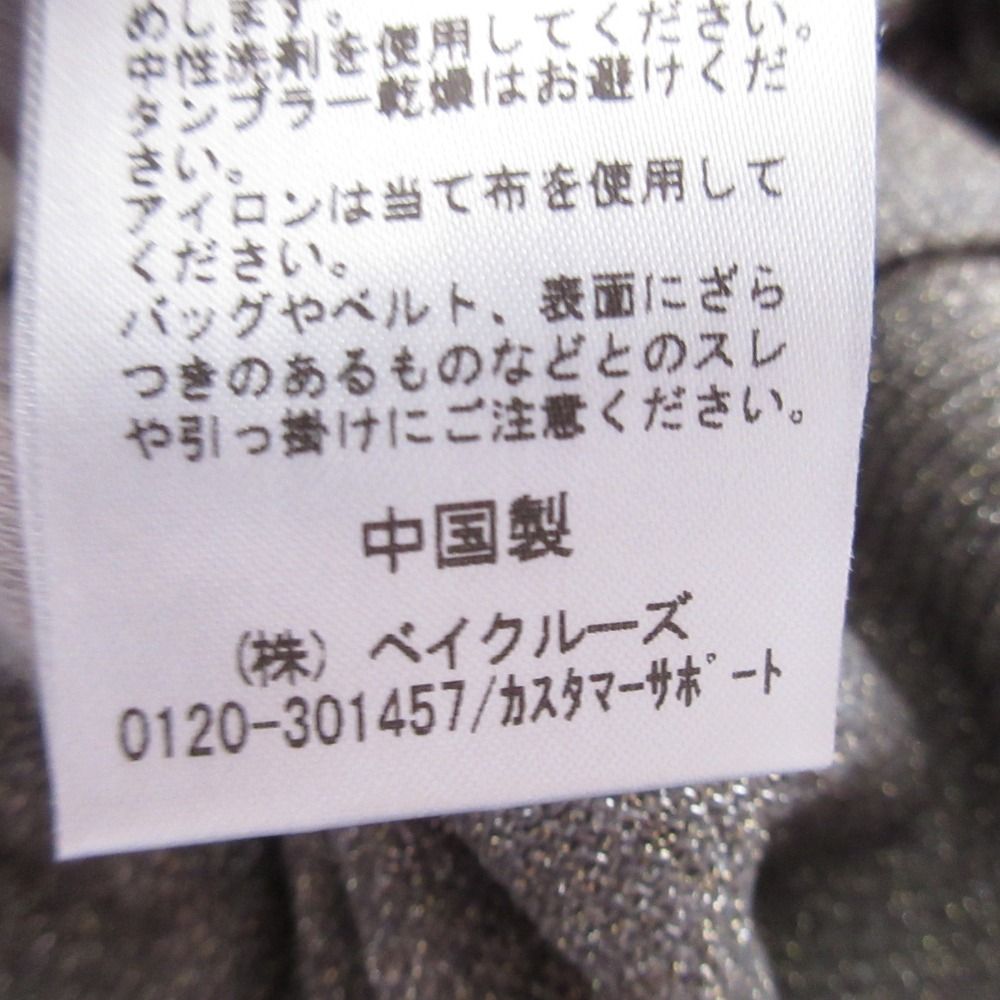 めします。
中性洗剤を使用してください。
タンブラー乾燥はお避けくだ
さい。
アイロンは当て布を使用して
ください。
バッグやベルト、表面にざら
つきのあるものなどとのスレ
や引っ掛けにご注意ください。
中国製
(株) ベイクルーズ
0120-301457/カスタマーサポート